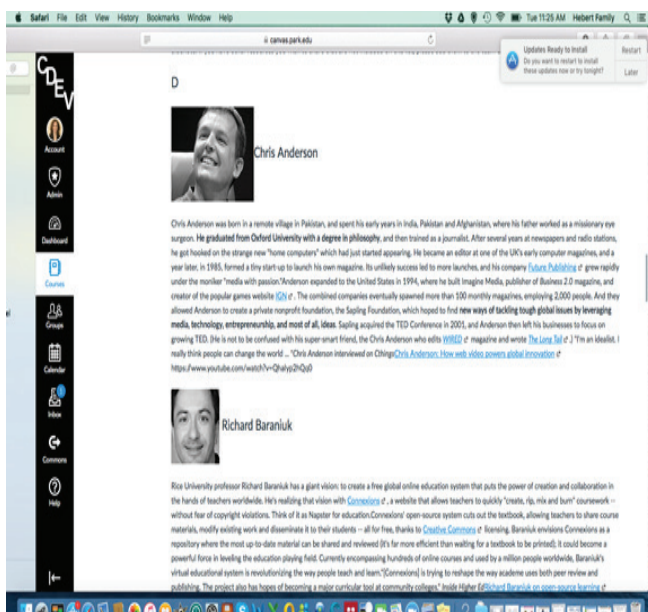 Safari File Edit View History Bookmarks Window Help
Tue 11:25 AM Hebert Family
canvas.park.edu
Updates Ready to Install
Do you want to restart to install
these updates now or try tonight?
Restart
Later
CDEV
Account
Admin
Dashboard
Courses
Groups
Calendar
1
Inbox
Commons
Help
D
Chris Anderson
Chris Anderson was born in a remote village in Pakistan, and spent his early years in India, Pakistan and Afghanistan, where his father worked as a missionary eye
surgeon. He graduated from Oxford University with a degree in philosophy, and then trained as a journalist. After several years at newspapers and radio stations,
he got hooked on the strange new "home computers" which had just started appearing. He became an editor at one of the UK's early computer magazines, and a
year later, in 1985, formed a tiny start-up to launch his own magazine. Its unlikely success led to more launches, and his company Future Publishing grew rapidly
under the moniker "media with passion."Anderson expanded to the United States in 1994, where he built Imagine Media, publisher of Business 2.0 magazine, and
creator of the popular games website IGN . The combined companies eventually spawned more than 100 monthly magazines, employing 2,000 people. And they
allowed Anderson to create a private nonprofit foundation, the Sapling Foundation, which hoped to find new ways of tackling tough global issues by leveraging
media, technology, entrepreneurship, and most of all, ideas. Sapling acquired the TED Conference in 2001, and Anderson then left his businesses to focus on
growing TED. (He is not to be confused with his super-smart friend, the Chris Anderson who edits WIRED magazine and wrote The Long Tail .) "I'm an idealist. I
really think people can change the world ... "Chris Anderson interviewed on OthingsChris Anderson: How web video powers global innovation
https://www.youtube.com/watch?v=
Richard Baraniuk
Rice University professor Richard Baraniuk has a giant vision: to create a free global online education system that puts the power of creation and collaboration in
the hands of teachers worldwide. He's realizing that vision with Connexions , a website that allows teachers to quickly "create, rip, mix and burn" coursework --
without fear of copyright violations. Think of it as Napster for education.Connexions' open-source system cuts out the textbook, allowing teachers to share course
materials, modify existing work and disseminate it to their students -- all for free, thanks to Creative Commons licensing. Baraniuk envisions Connexions as a
repository where the most up-to-date material can be shared and reviewed (it's far more efficient than waiting for a textbook to be printed); it could become a
powerful force in leveling the education playing field. Currently encompassing hundreds of online courses and used by a million people worldwide, Baraniuk's
virtual educational system is revolutionizing the way people teach and learn."[Connexions] is trying to reshape the way academe uses both peer review and
publishing. The project also has hopes of becoming a major curricular tool at community colleges." Inside Higher EdRichard Baraniuk on open-source learning